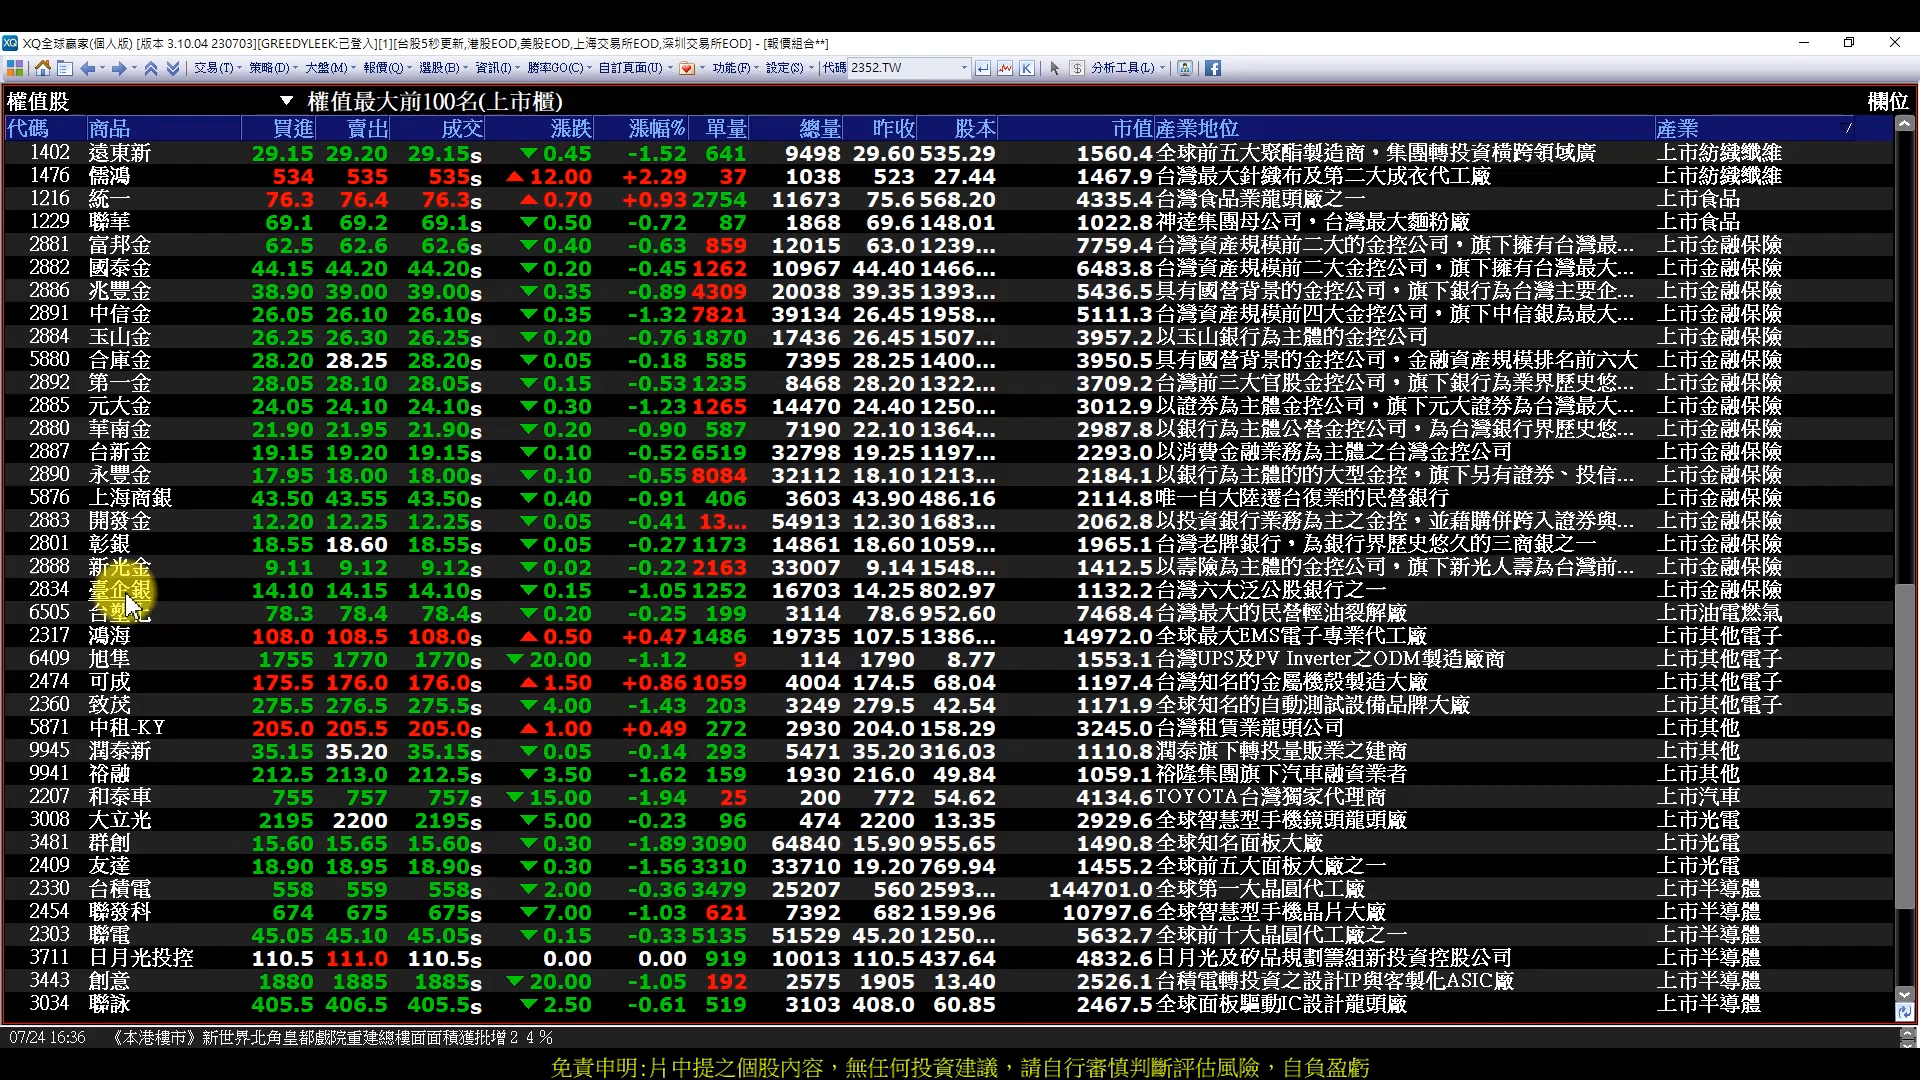 XQ全球贏家(個人版) [版本 3.10.04 230703][GREEDYLEEK:已登入][1][台股5秒更新,港股EOD,美股EOD,上海交易所EOD,深圳交易所EOD] - [報價組合**]
交易(T) 策略(D) 大盤(M) 報價(Q) 選股(B) 資訊(I) 勝率GO(C) 自訂頁面(U) 功能(F) 設定(S) 代碼 2352.TW 分析工具(L)
權值股 權值最大前100名(上市櫃) 欄位
代碼 商品 買進 賣出 成交 漲跌 漲幅% 單量 總量 昨收 股本 市值 產業地位 產業
1402 遠東新 29.15 29.20 29.15s ▼ 0.45 -1.52 641 9498 29.60 535.29 1560.4 全球前五大聚酯製造商，集團轉投資橫跨領域廣 上市紡織纖維
1476 儒鴻 534 535 535s ▲ 12.00 +2.29 37 1038 523 27.44 1467.9 台灣最大針織布及第二大成衣代工廠 上市紡織纖維
1216 統一 76.3 76.4 76.3s ▲ 0.70 +0.93 2754 11673 75.6 568.20 4335.4 台灣食品業龍頭廠之一 上市食品
1229 聯華 69.1 69.2 69.1s ▼ 0.50 -0.72 87 1868 69.6 148.01 1022.8 神達集團母公司，台灣最大麵粉廠 上市食品
2881 富邦金 62.5 62.6 62.6s ▼ 0.40 -0.63 859 12015 63.0 1239... 7759.4 台灣資產規模前二大的金控公司，旗下擁有台灣最... 上市金融保險
2882 國泰金 44.15 44.20 44.20s ▼ 0.20 -0.45 1262 10967 44.40 1466... 6483.8 台灣資產規模前二大金控公司，旗下擁有台灣最大... 上市金融保險
2886 兆豐金 38.90 39.00 39.00s ▼ 0.35 -0.89 4309 20038 39.35 1393... 5436.5 具有國營背景的金控公司，旗下銀行為台灣主要企... 上市金融保險
2891 中信金 26.05 26.10 26.10s ▼ 0.35 -1.32 7821 39134 26.45 1958... 5111.3 台灣資產規模前四大金控公司，旗下中信銀為最大... 上市金融保險
2884 玉山金 26.25 26.30 26.25s ▼ 0.20 -0.76 1870 17436 26.45 1507... 3957.2 以玉山銀行為主體的金控公司 上市金融保險
5880 合庫金 28.20 28.25 28.20s ▼ 0.05 -0.18 585 7395 28.25 1400... 3950.5 具有國營背景的金控公司，金融資產規模排名前六大 上市金融保險
2892 第一金 28.05 28.10 28.05s ▼ 0.15 -0.53 1235 8468 28.20 1322... 3709.2 台灣前三大官股金控公司，旗下銀行為業界歷史悠... 上市金融保險
2885 元大金 24.05 24.10 24.10s ▼ 0.30 -1.23 1265 14470 24.40 1250... 3012.9 以證券為主體金控公司，旗下元大證券為台灣最大... 上市金融保險
2880 華南金 21.90 21.95 21.90s ▼ 0.20 -0.90 587 7190 22.10 1364... 2987.8 以銀行為主體公營金控公司，為台灣銀行界歷史悠... 上市金融保險
2887 台新金 19.15 19.20 19.15s ▼ 0.10 -0.52 6519 32798 19.25 1197... 2293.0 以消費金融業務為主體之台灣金控公司 上市金融保險
2890 永豐金 17.95 18.00 18.00s ▼ 0.10 -0.55 8084 32112 18.10 1213... 2184.1 以銀行為主體的的大型金控，旗下另有證券、投信... 上市金融保險
5876 上海商銀 43.50 43.55 43.50s ▼ 0.40 -0.91 406 3603 43.90 486.16 2114.8 唯一自大陸遷台復業的民營銀行 上市金融保險
2883 開發金 12.20 12.25 12.25s ▼ 0.05 -0.41 13... 54913 12.30 1683... 2062.8 以投資銀行業務為主之金控，並藉購併跨入證券與... 上市金融保險
2801 彰銀 18.55 18.60 18.55s ▼ 0.05 -0.27 1173 14861 18.60 1059... 1965.1 台灣老牌銀行，為銀行界歷史悠久的三商銀之一 上市金融保險
2888 新光金 9.11 9.12 9.12s ▼ 0.02 -0.22 2163 33007 9.14 1548... 1412.5 以壽險為主體的金控公司，旗下新光人壽為台灣前... 上市金融保險
2834 臺企銀 14.10 14.15 14.10s ▼ 0.15 -1.05 1252 16703 14.25 802.97 1132.2 台灣六大泛公股銀行之一 上市金融保險
6505 台塑化 78.3 78.4 78.4s ▼ 0.20 -0.25 199 3114 78.6 952.60 7468.4 台灣最大的民營輕油裂解廠 上市油電燃氣
2317 鴻海 108.0 108.5 108.0s ▲ 0.50 +0.47 1486 19735 107.5 1386... 14972.0 全球最大EMS電子專業代工廠 上市其他電子
6409 旭隼 1755 1770 1770s ▼ 20.00 -1.12 9 114 1790 8.77 1553.1 台灣UPS及PV Inverter之ODM製造廠商 上市其他電子
2474 可成 175.5 176.0 176.0s ▲ 1.50 +0.86 1059 4004 174.5 68.04 1197.4 台灣知名的金屬機殼製造大廠 上市其他電子
2360 致茂 275.5 276.5 275.5s ▼ 4.00 -1.43 203 3249 279.5 42.54 1171.9 全球知名的自動測試設備品牌大廠 上市其他電子
5871 中租-KY 205.0 205.5 205.0s ▲ 1.00 +0.49 272 2930 204.0 158.29 3245.0 台灣租賃業龍頭公司 上市其他
9945 潤泰新 35.15 35.20 35.15s ▼ 0.05 -0.14 293 5471 35.20 316.03 1110.8 潤泰旗下轉投量販業之建商 上市其他
9941 裕融 212.5 213.0 212.5s ▼ 3.50 -1.62 159 1930 216.0 49.84 1059.1 裕隆集團旗下汽車融資業者 上市其他
2207 和泰車 755 757 757s ▼ 15.00 -1.94 25 200 772 54.62 4134.6 TOYOTA台灣獨家代理商 上市汽車
3008 大立光 2195 2200 2195s ▼ 5.00 -0.23 96 474 2200 13.35 2929.6 全球智慧型手機鏡頭龍頭廠 上市光電
3481 群創 15.60 15.65 15.60s ▼ 0.30 -1.89 3090 64840 15.90 955.65 1490.8 全球知名面板大廠 上市光電
2409 友達 18.90 18.95 18.90s ▼ 0.30 -1.56 3310 33710 19.20 769.94 1455.2 全球前五大面板大廠之一 上市光電
2330 台積電 558 559 558s ▼ 2.00 -0.36 3479 25207 560 2593... 144701.0 全球第一大晶圓代工廠 上市半導體
2454 聯發科 674 675 675s ▼ 7.00 -1.03 621 7392 682 159.96 10797.6 全球智慧型手機晶片大廠 上市半導體
2303 聯電 45.05 45.10 45.05s ▼ 0.15 -0.33 5135 51529 45.20 1250... 5632.7 全球前十大晶圓代工廠之一 上市半導體
3711 日月光投控 110.5 111.0 110.5s 0.00 0.00 919 10013 110.5 437.64 4832.6 日月光及矽品規劃籌組新投資控股公司 上市半導體
3443 創意 1880 1885 1885s ▼ 20.00 -1.05 192 2575 1905 13.40 2526.1 台積電轉投資之設計IP與客製化ASIC廠 上市半導體
3034 聯詠 405.5 406.5 405.5s ▼ 2.50 -0.61 519 3103 408.0 60.85 2467.5 全球面板驅動IC設計龍頭廠 上市半導體
07/24 16:36 《本港樓市》新世界北角皇都戲院重建總樓面面積獲批增２４％
免責申明:片中提之個股內容，無任何投資建議，請自行審慎判斷評估風險，自負盈虧